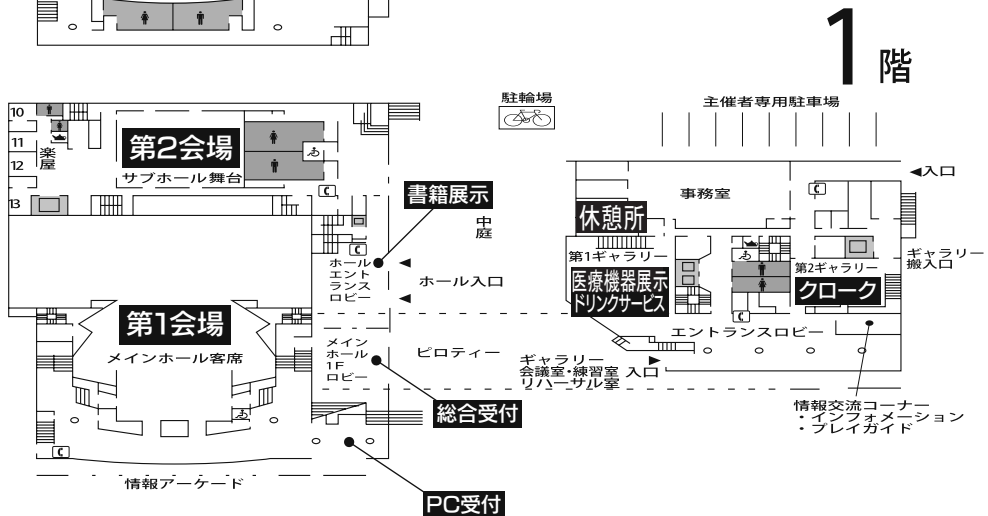 1階
駐輪場
主催者専用駐車場
10
11
12
13
楽屋
第2会場
サブホール舞台
書籍展示
中庭
ホール
エント
ランス
ロビー
ホール入口
第1会場
メインホール客席
メイン
ホール
1F
ロビー
ピロティー
総合受付
PC受付
情報アーケード
事務室
休憩所
第1ギャラリー
医療機器展示
ドリンクサービス
第2ギャラリー
クローク
エントランスロビー
ギャラリー
会議室・練習室 入口
リハーサル室
◀入口
ギャラリー
搬入口
情報交流コーナー
・インフォメーション
・プレイガイド